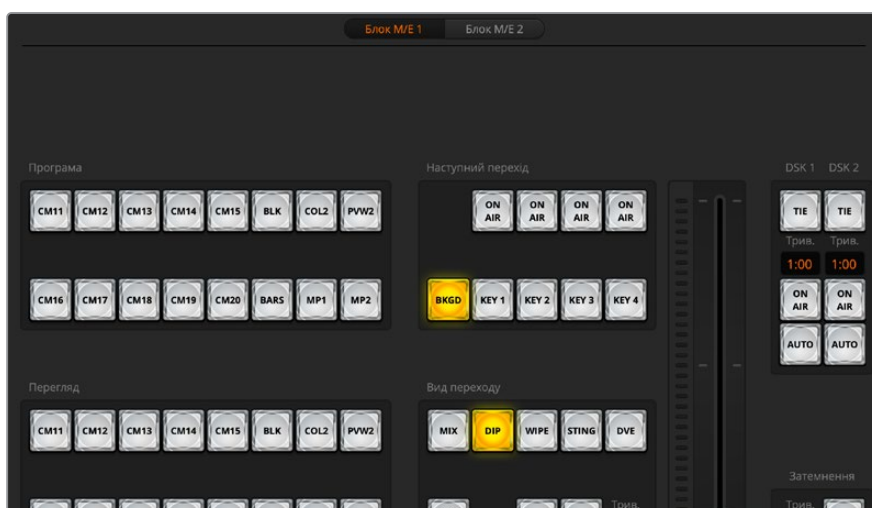 Блок M/E 1 Блок M/E 2
Програма Наступний перехід DSK 1 DSK 2
CM11 CM12 CM13 CM14 CM15 BLK COL2 PVW2 ON AIR ON AIR ON AIR ON AIR TIE TIE
Трив. Трив.
1:00 1:00
CM16 CM17 CM18 CM19 CM20 BARS MP1 MP2 BKGD KEY 1 KEY 2 KEY 3 KEY 4 ON AIR ON AIR
AUTO AUTO
Перегляд Вид переходу
CM11 CM12 CM13 CM14 CM15 BLK COL2 PVW2 MIX DIP WIPE STING DVE
Затемнення
Трив. Трив.